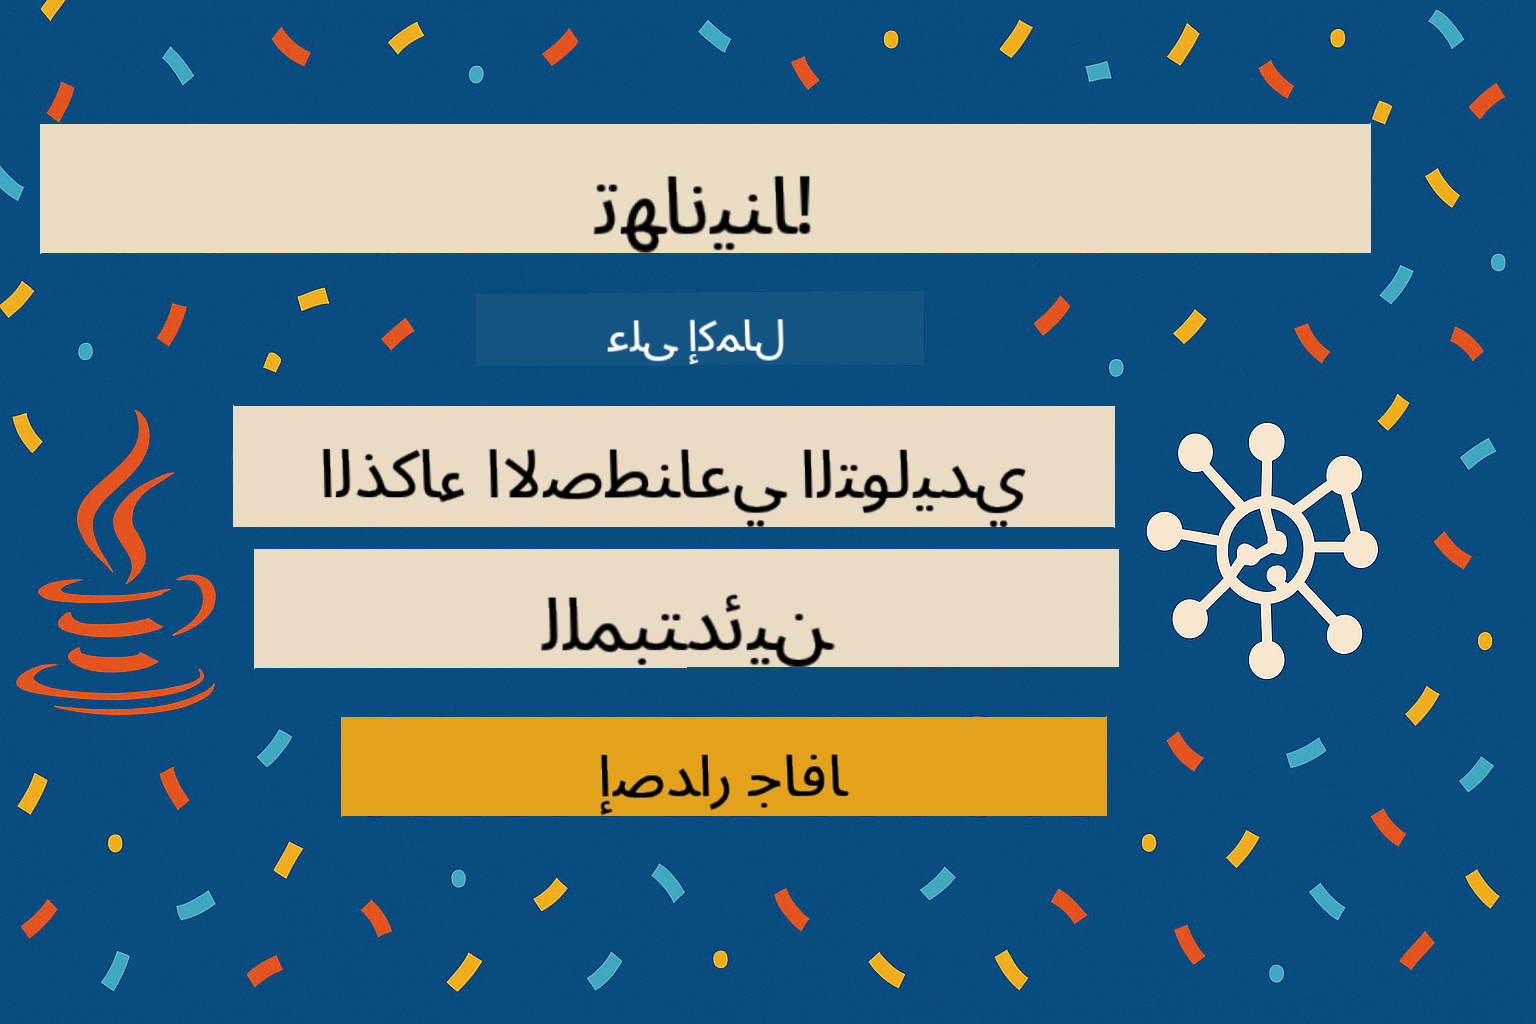 تهانينا!
على إكمال
الذكاء الاصطناعي التوليدي
للمبتدئين
إصدار جافا